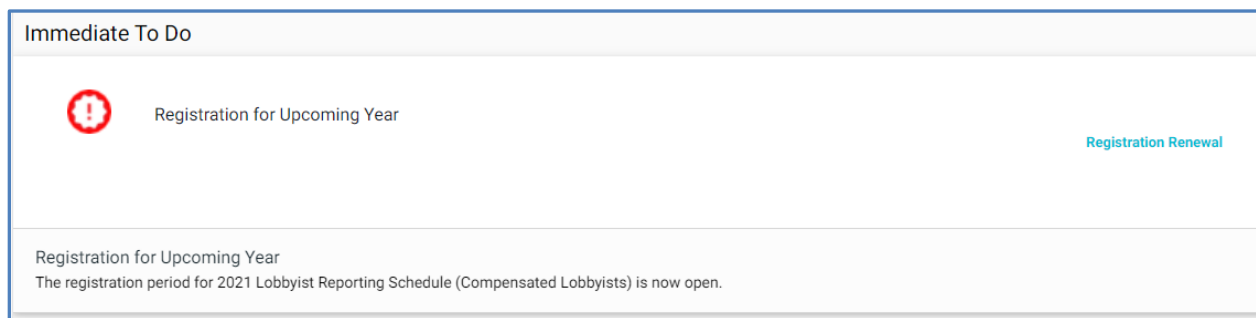 Immediate To Do
Registration for Upcoming Year
Registration Renewal
Registration for Upcoming Year
The registration period for 2021 Lobbyist Reporting Schedule (Compensated Lobbyists) is now open.